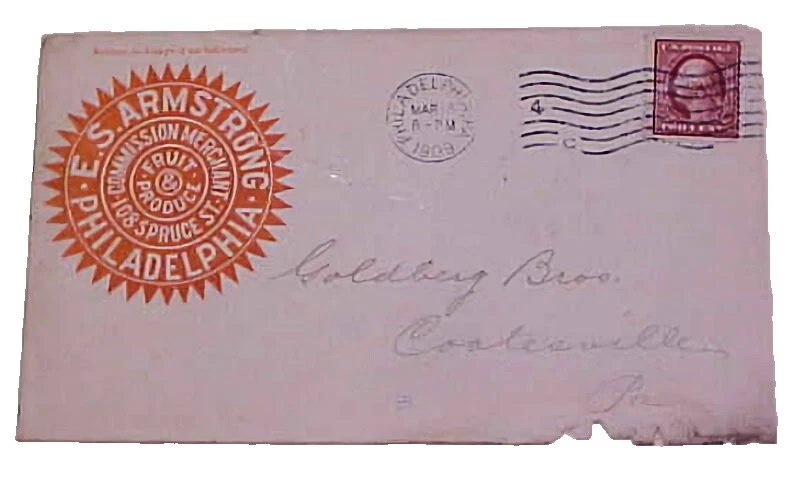 E. S. ARMSTRONG
COMMISSION MERCHANT
FRUIT
&
PRODUCE
108 SPRUCE ST.
PHILADELPHIA
PHILADELPHIA
MAR
6 - PM
1909
4
C
Goldberg Bros.
Coatesville
Pa